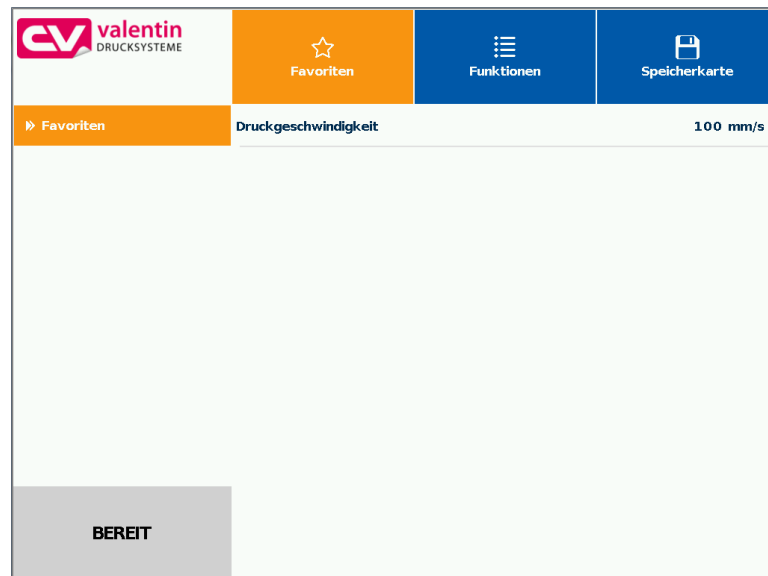 CV valentin
DRUCKSYSTEME
Favoriten
Funktionen
Speicherkarte
Favoriten
Druckgeschwindigkeit 100 mm/s
BEREIT